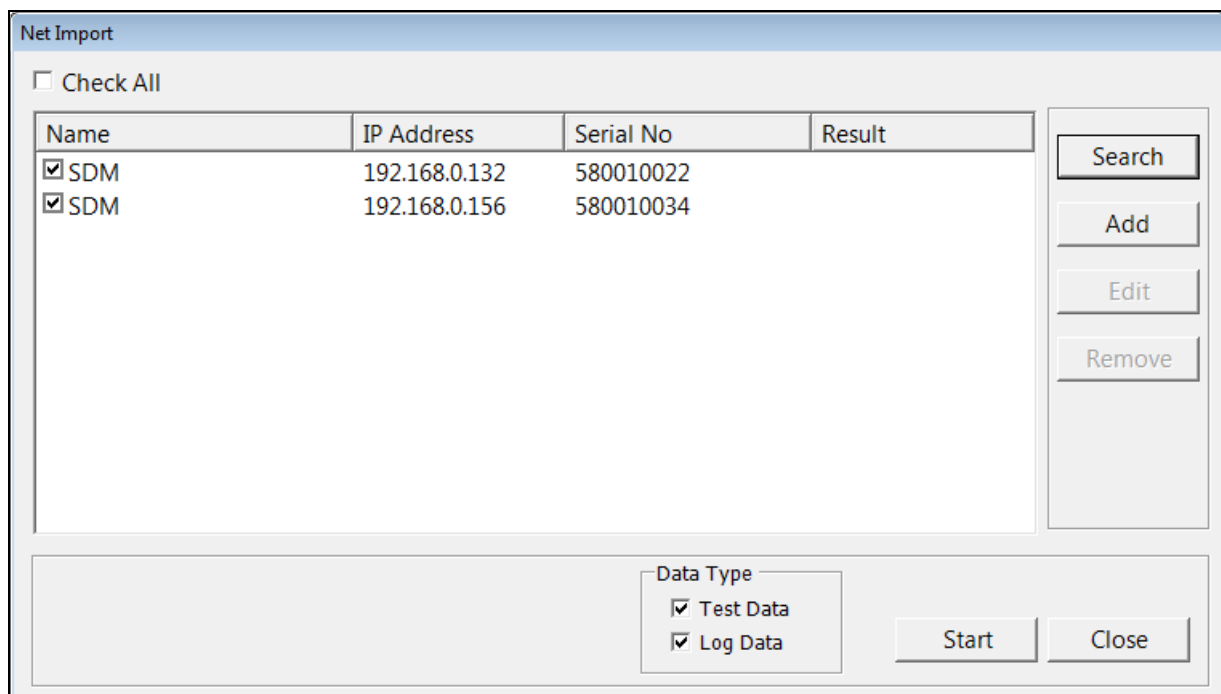 Net Import
Check All
Name IP Address Serial No Result
SDM 192.168.0.132 580010022
SDM 192.168.0.156 580010034
Search
Add
Edit
Remove
Data Type
Test Data
Log Data
Start Close